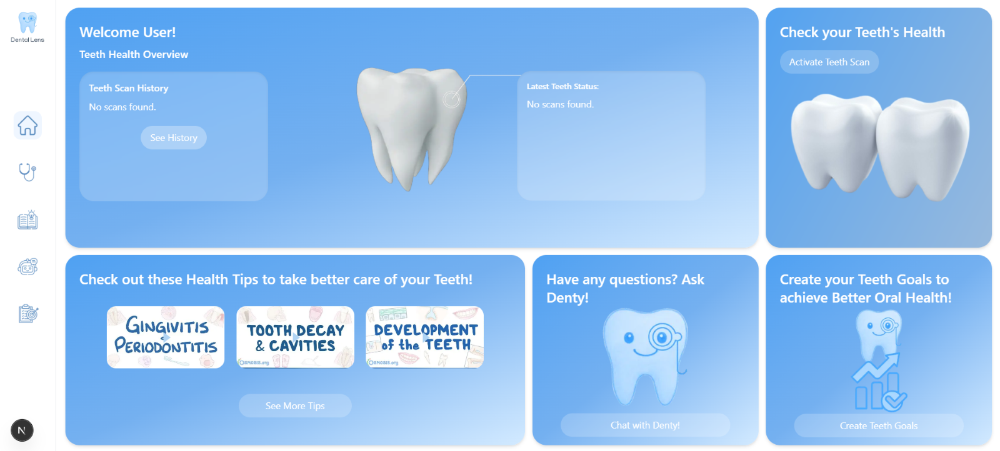 Dental Lens
Welcome User!
Teeth Health Overview
Teeth Scan History
No scans found.
See History
Latest Teeth Status:
No scans found.
Check your Teeth's Health
Activate Teeth Scan
Check out these Health Tips to take better care of your Teeth!
GINGIVITIS
PERIODONTITIS
TOOTH DECAY
& CAVITIES
OSMOSIS.org
DEVELOPMENT
of the TEETH
OSMOSIS.org
See More Tips
Have any questions? Ask
Denty!
Chat with Denty!
Create your Teeth Goals to
achieve Better Oral Health!
Create Teeth Goals
N